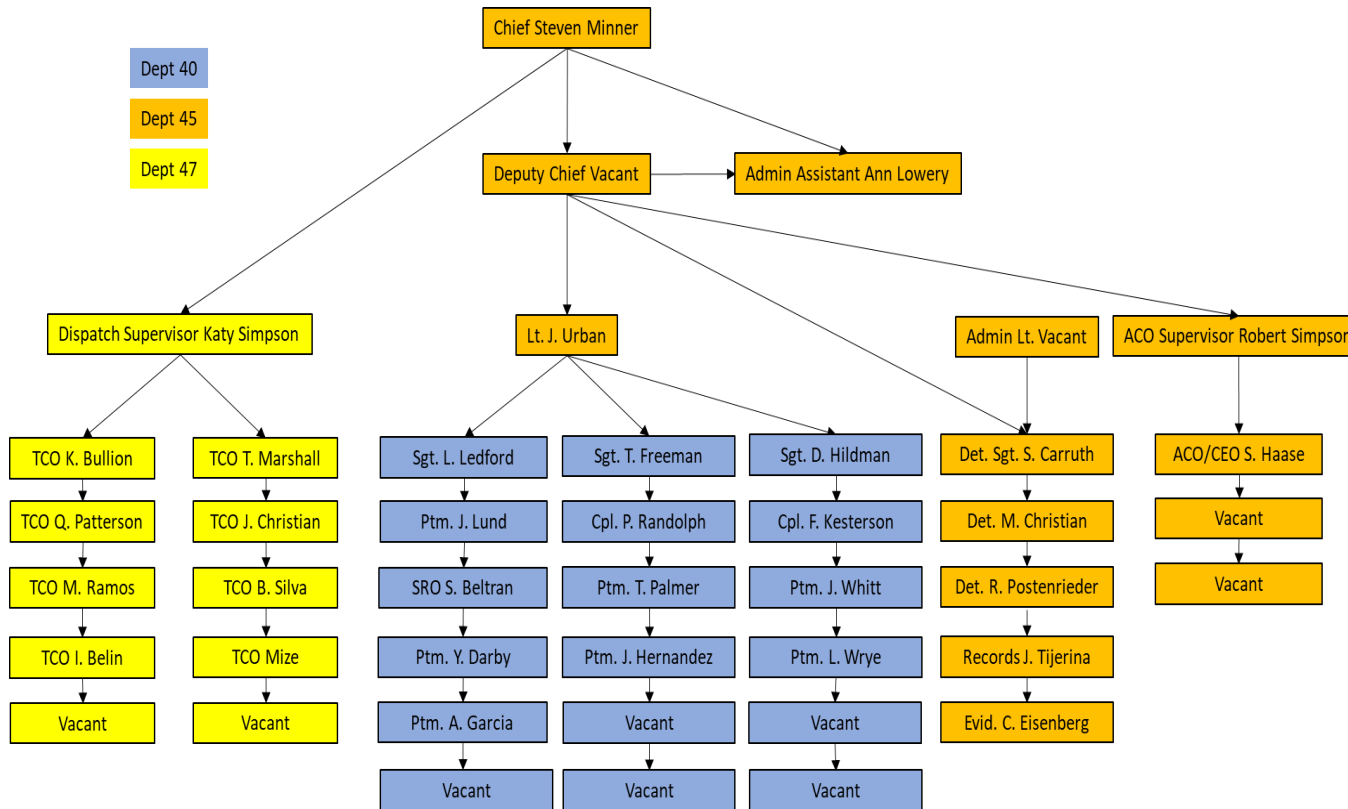 Chief Steven Minner
Dept 40
Dept 45
Dept 47
Deputy Chief Vacant
Admin Assistant Ann Lowery
Dispatch Supervisor Katy Simpson
Lt. J. Urban
Admin Lt. Vacant
ACO Supervisor Robert Simpson
TCO K. Bullion
TCO Q. Patterson
TCO M. Ramos
TCO I. Belin
Vacant
TCO T. Marshall
TCO J. Christian
TCO B. Silva
TCO Mize
Vacant
Sgt. L. Ledford
Ptm. J. Lund
SRO S. Beltran
Ptm. Y. Darby
Ptm. A. Garcia
Vacant
Sgt. T. Freeman
Cpl. P. Randolph
Ptm. T. Palmer
Ptm. J. Hernandez
Vacant
Vacant
Sgt. D. Hildman
Cpl. F. Kesterson
Ptm. J. Whitt
Ptm. L. Wrye
Vacant
Vacant
Det. Sgt. S. Carruth
Det. M. Christian
Det. R. Postenrieder
Records J. Tijerina
Evid. C. Eisenberg
ACO/CEO S. Haase
Vacant
Vacant